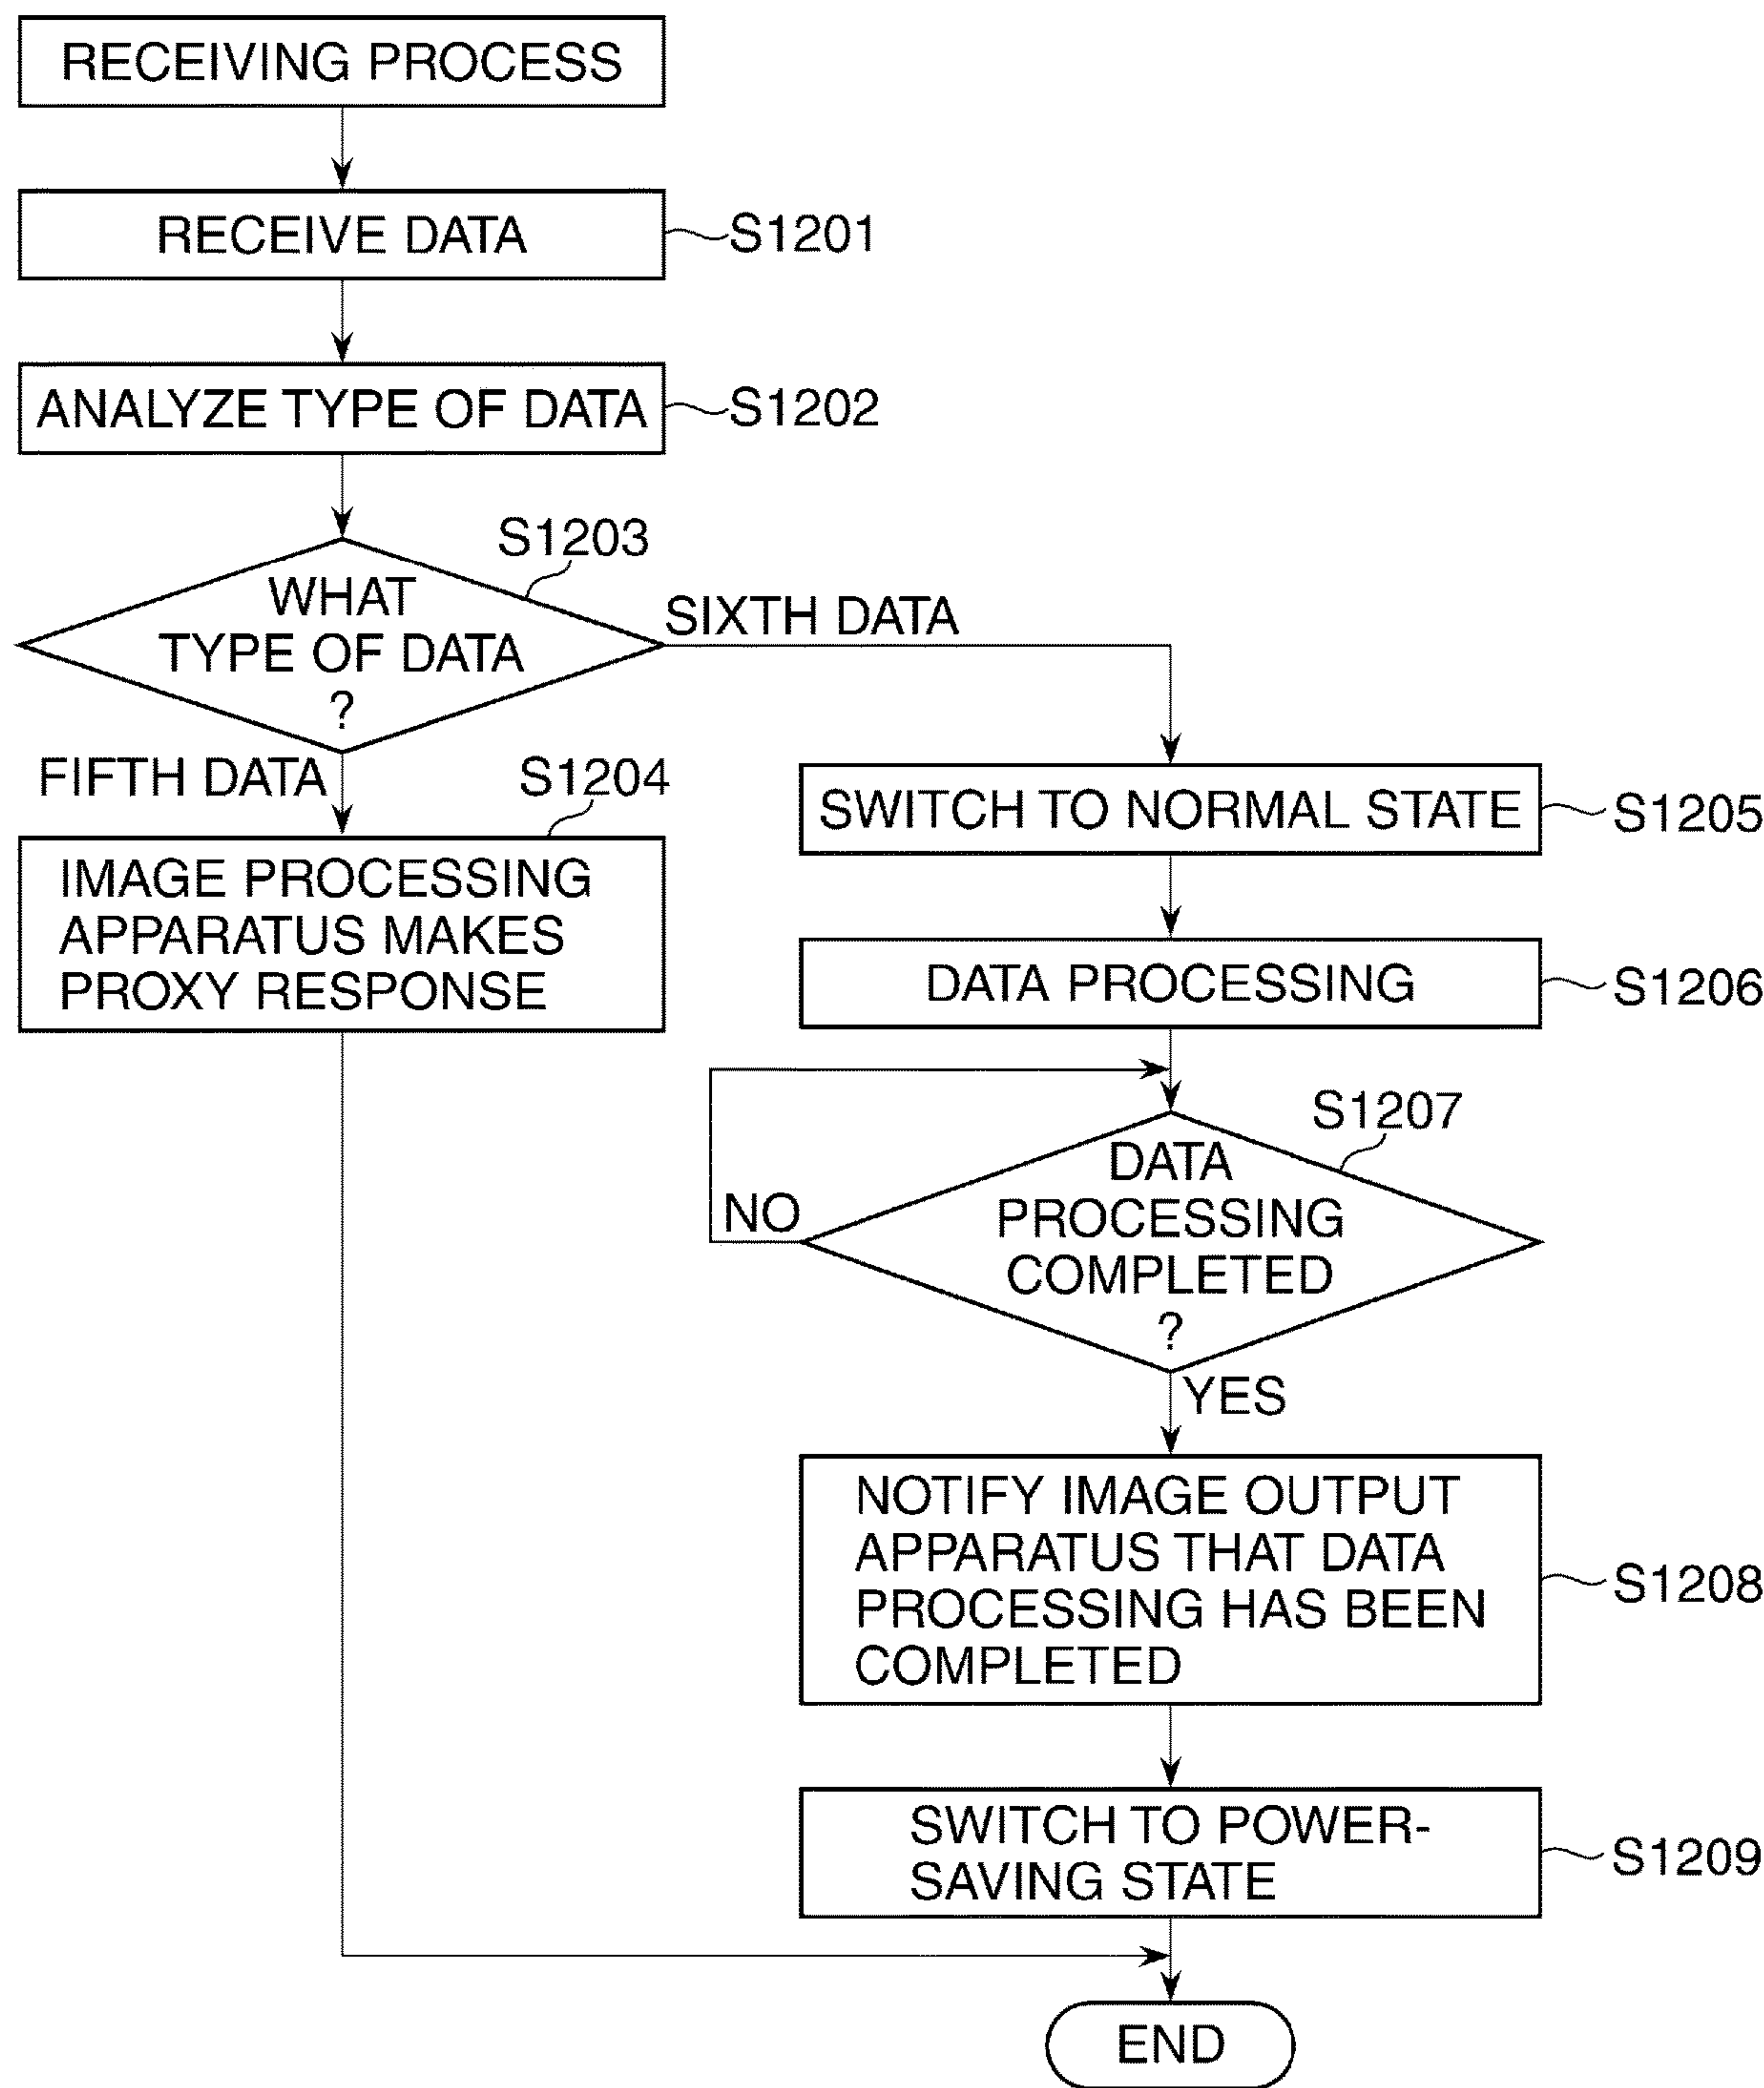 RECEIVING PROCESS
RECEIVE DATA
S1201
ANALYZE TYPE OF DATA
S1202
S1203
WHAT
TYPE OF DATA
?
SIXTH DATA
FIFTH DATA
S1204
IMAGE PROCESSING
APPARATUS MAKES
PROXY RESPONSE
SWITCH TO NORMAL STATE
S1205
DATA PROCESSING
S1206
S1207
DATA
PROCESSING
COMPLETED
?
NO
YES
NOTIFY IMAGE OUTPUT
APPARATUS THAT DATA
PROCESSING HAS BEEN
COMPLETED
S1208
SWITCH TO POWER-
SAVING STATE
S1209
END